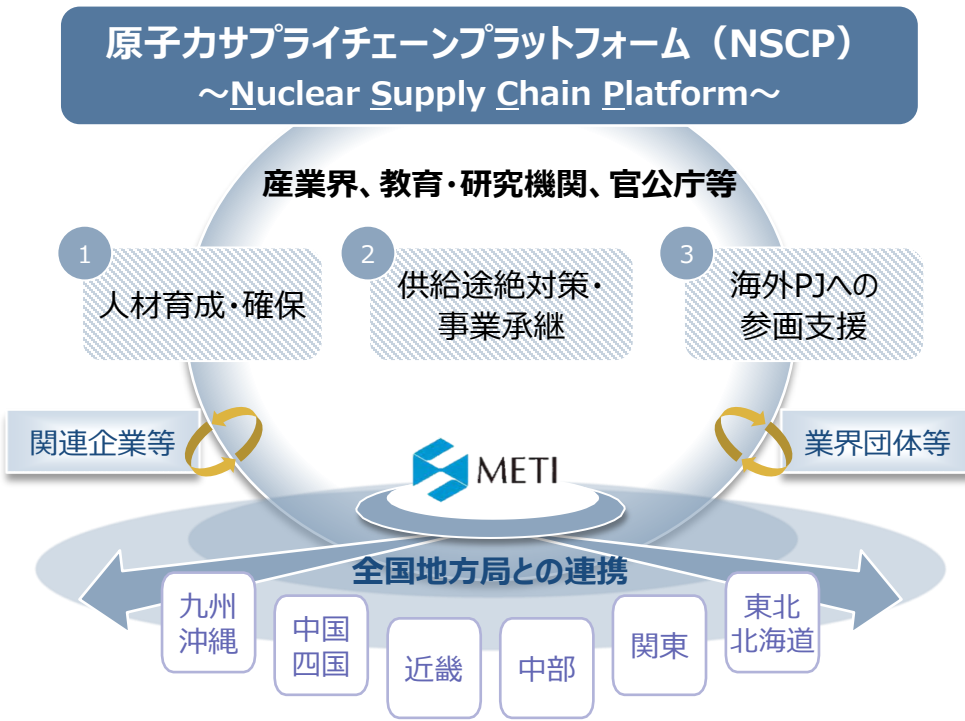 原子力サプライチェーンプラットフォーム（NSCP）
～Nuclear Supply Chain Platform～
産業界、教育・研究機関、官公庁等
1
人材育成・確保
2
供給途絶対策・
事業承継
3
海外PJへの
参画支援
関連企業等
業界団体等
METI
全国地方局との連携
九州
沖縄
中国
四国
近畿
中部
関東
東北
北海道